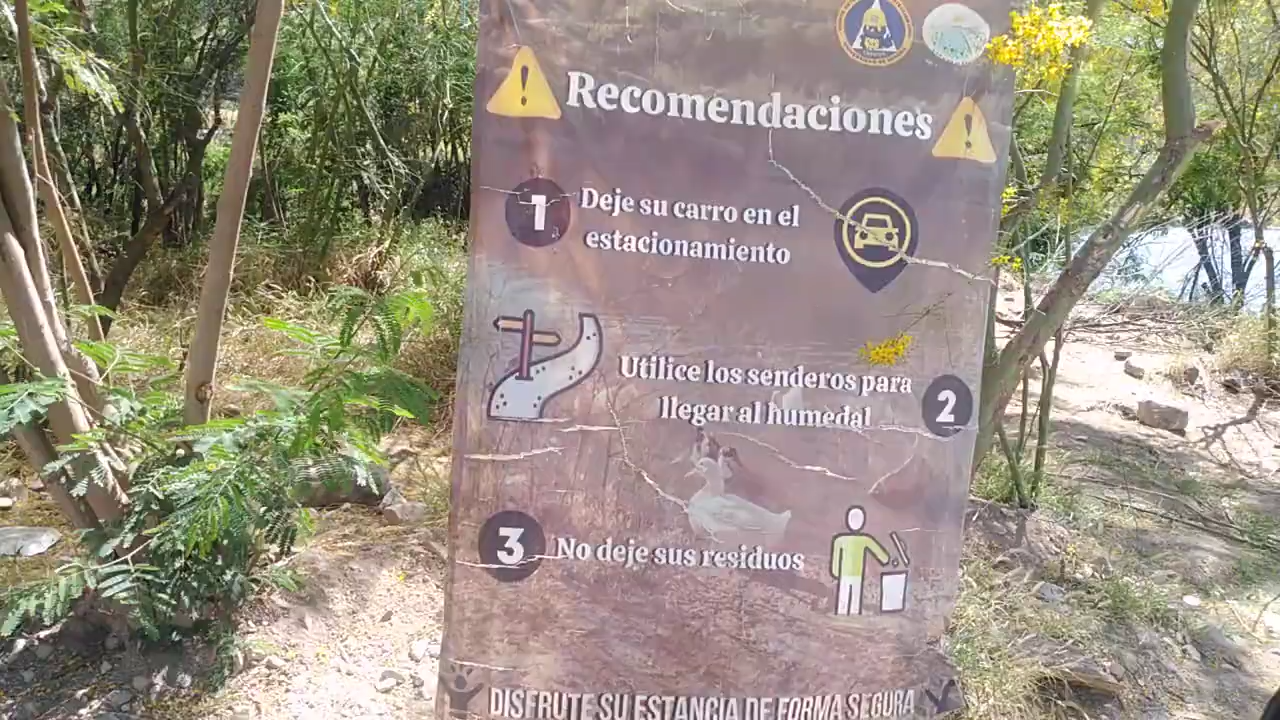 Recomendaciones
1
Deje su carro en el
estacionamiento
Utilice los senderos para
llegar al humedal
2
3
No deje sus residuos
DISFRUTE SU ESTANCIA DE FORMA SEGURA